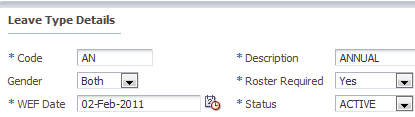 Leave Type Details
* Code AN * Description ANNUAL
Gender Both * Roster Required Yes
* WEF Date 02-Feb-2011 * Status ACTIVE